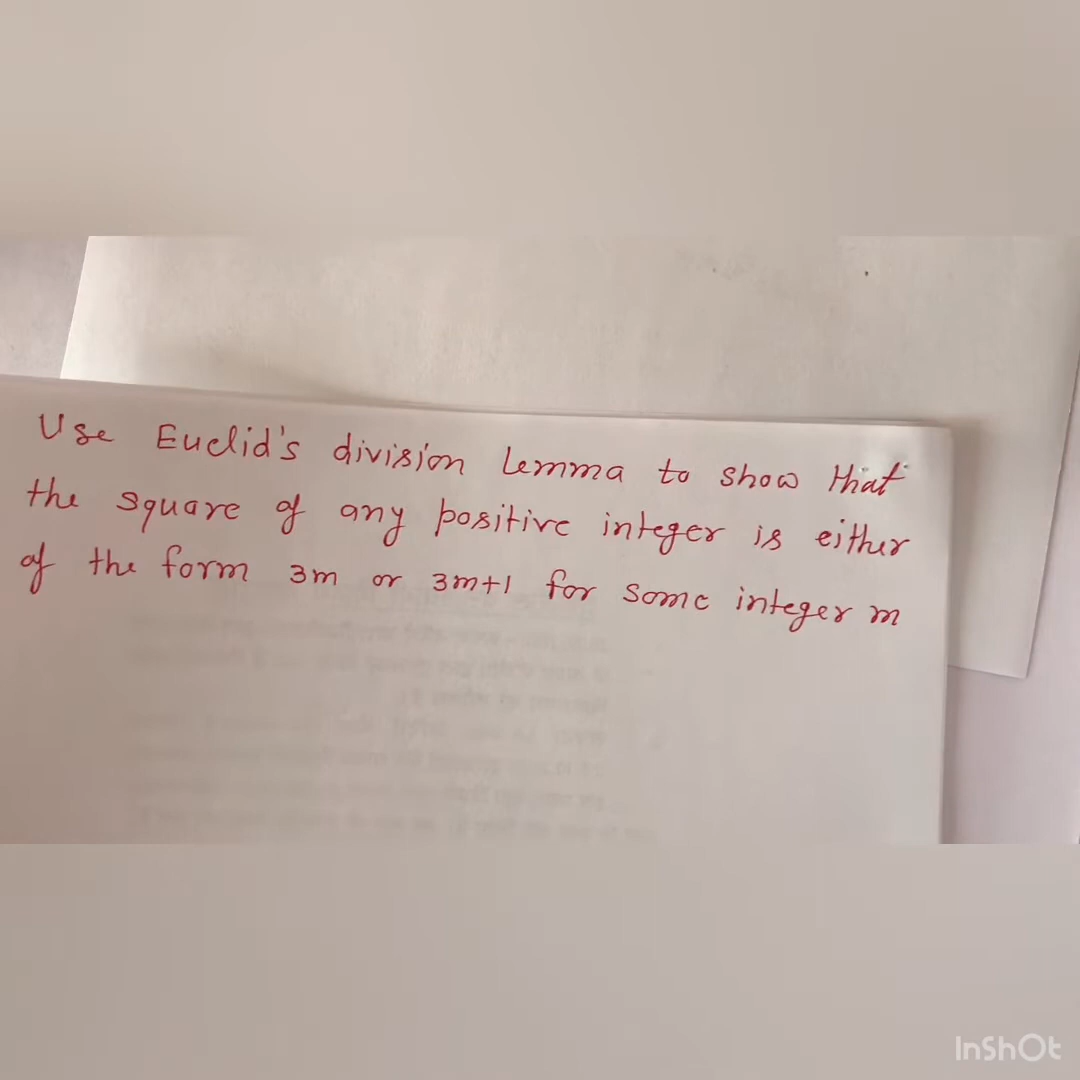 Use Euclid's division Lemma to show that
the square of any positive integer is either
of the form 3m or 3m+1 for some integer m
InShOt